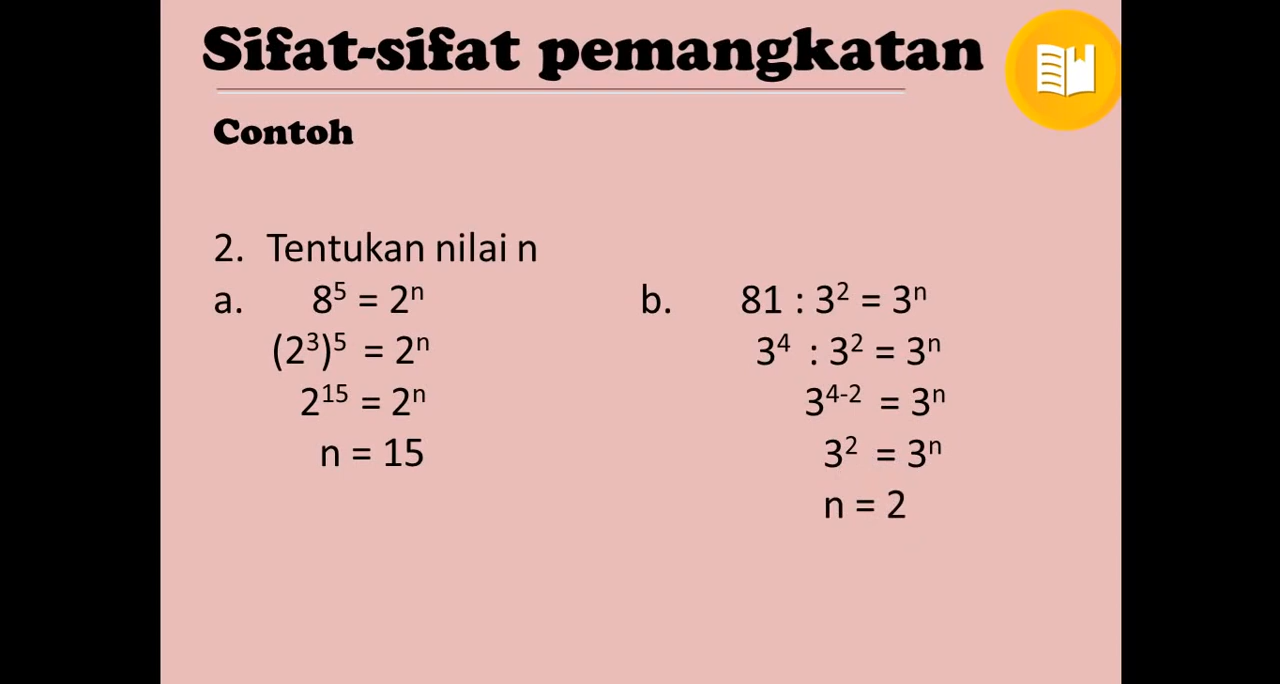 Sifat-sifat pemangkatan
Contoh
2. Tentukan nilai n
a. 8⁵ = 2ⁿ
(2³)⁵ = 2ⁿ
2¹⁵ = 2ⁿ
n = 15
b. 81 : 3² = 3ⁿ
3⁴ : 3² = 3ⁿ
3⁴⁻² = 3ⁿ
3² = 3ⁿ
n = 2